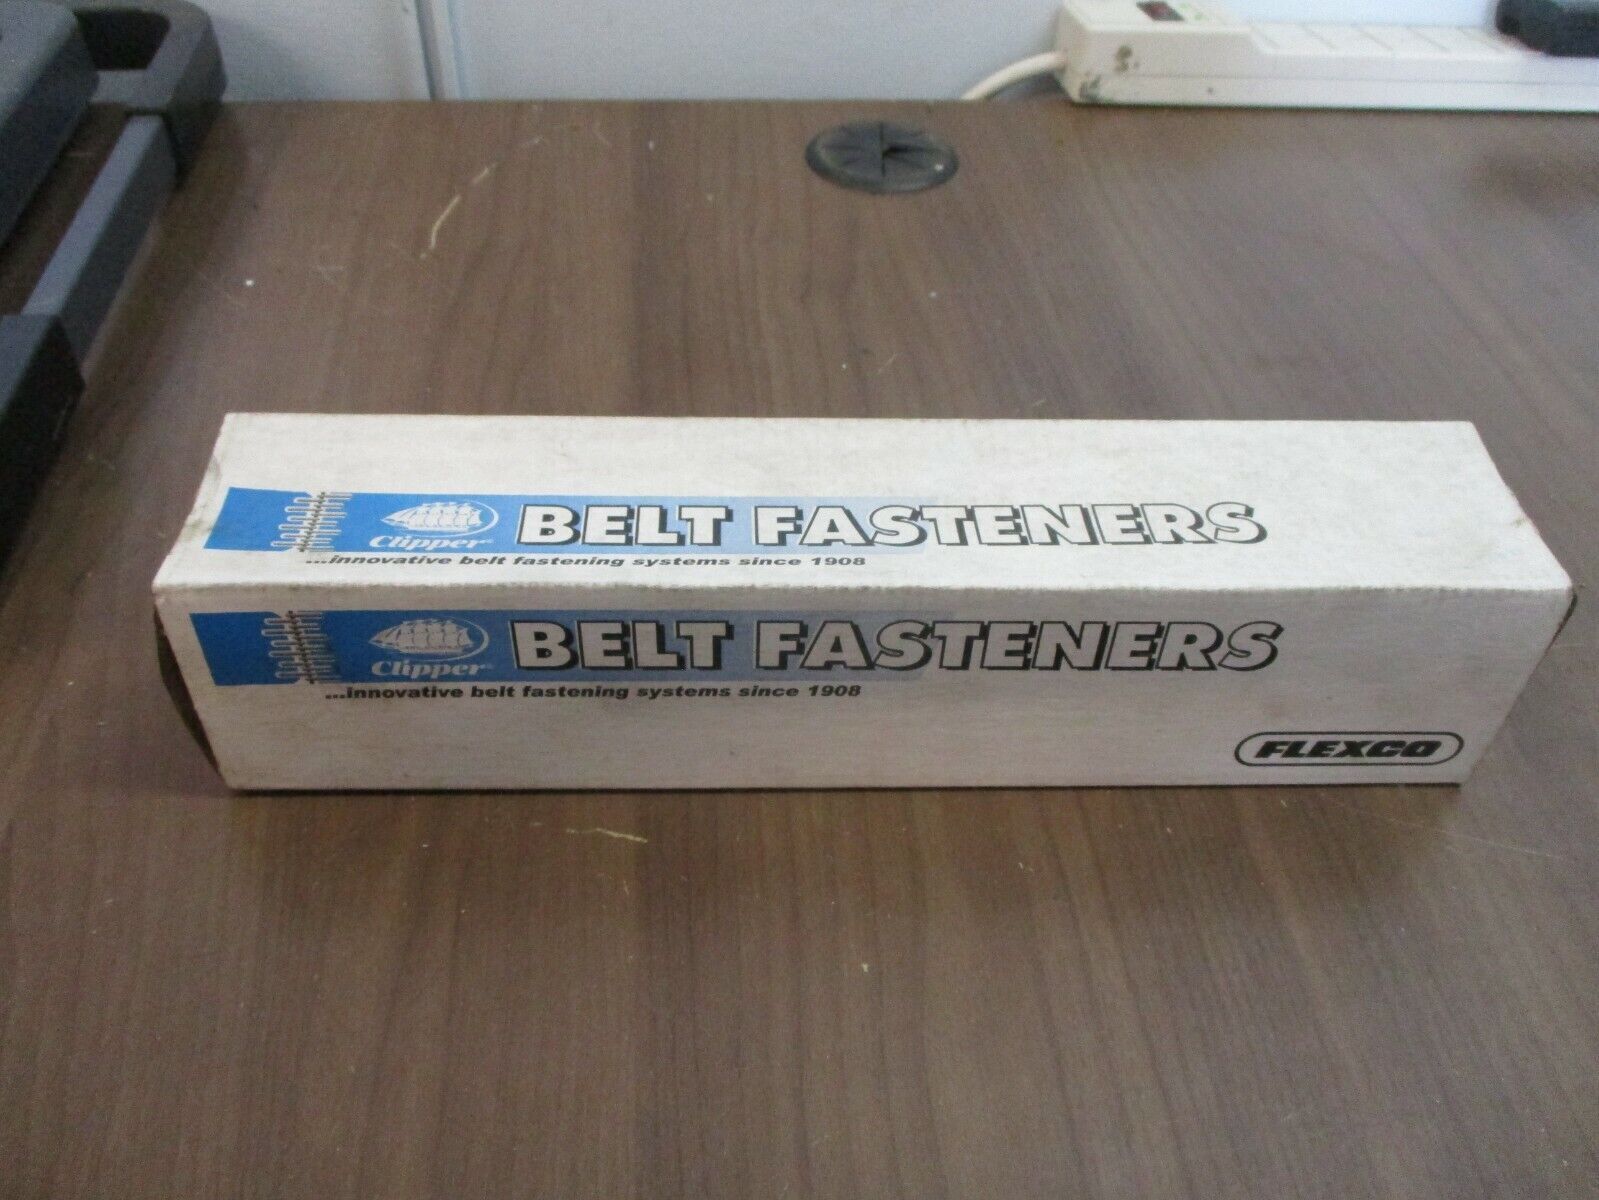 Clipper® BELT FASTENERS
...innovative belt fastening systems since 1908
Clipper® BELT FASTENERS
...innovative belt fastening systems since 1908
FLEXCO